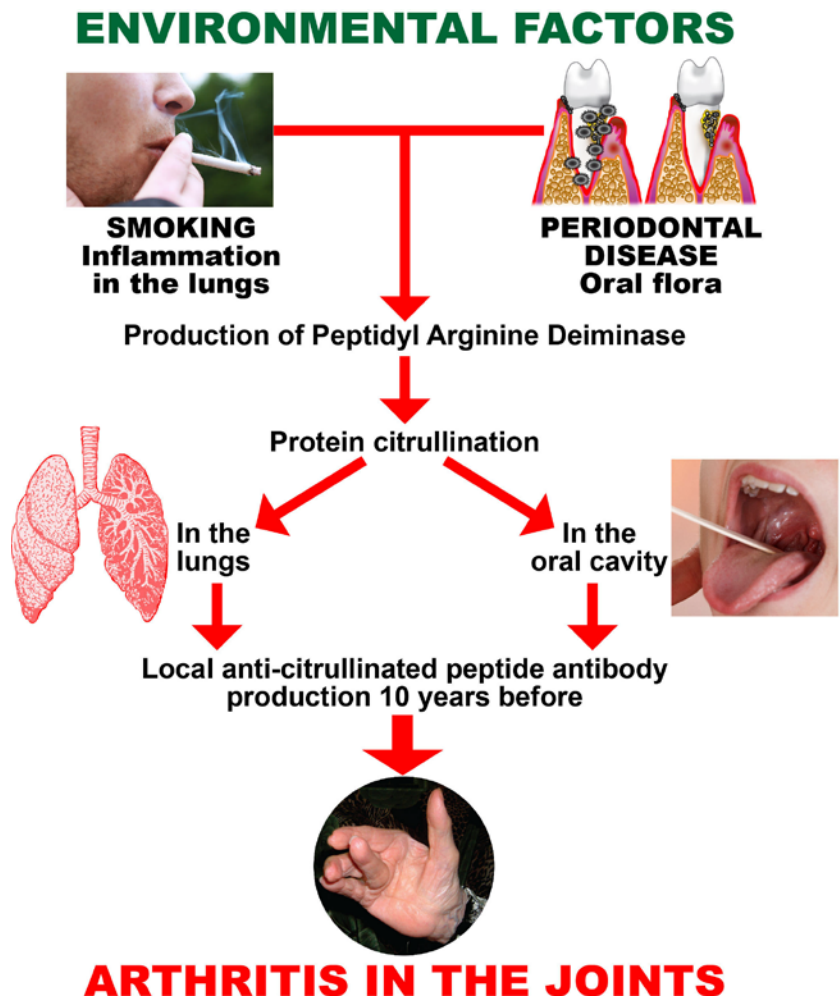 ENVIRONMENTAL FACTORS
SMOKING
Inflammation
in the lungs
PERIODONTAL
DISEASE
Oral flora
Production of Peptidyl Arginine Deiminase
Protein citrullination
In the
lungs
In the
oral cavity
Local anti-citrullinated peptide antibody
production 10 years before
ARTHRITIS IN THE JOINTS